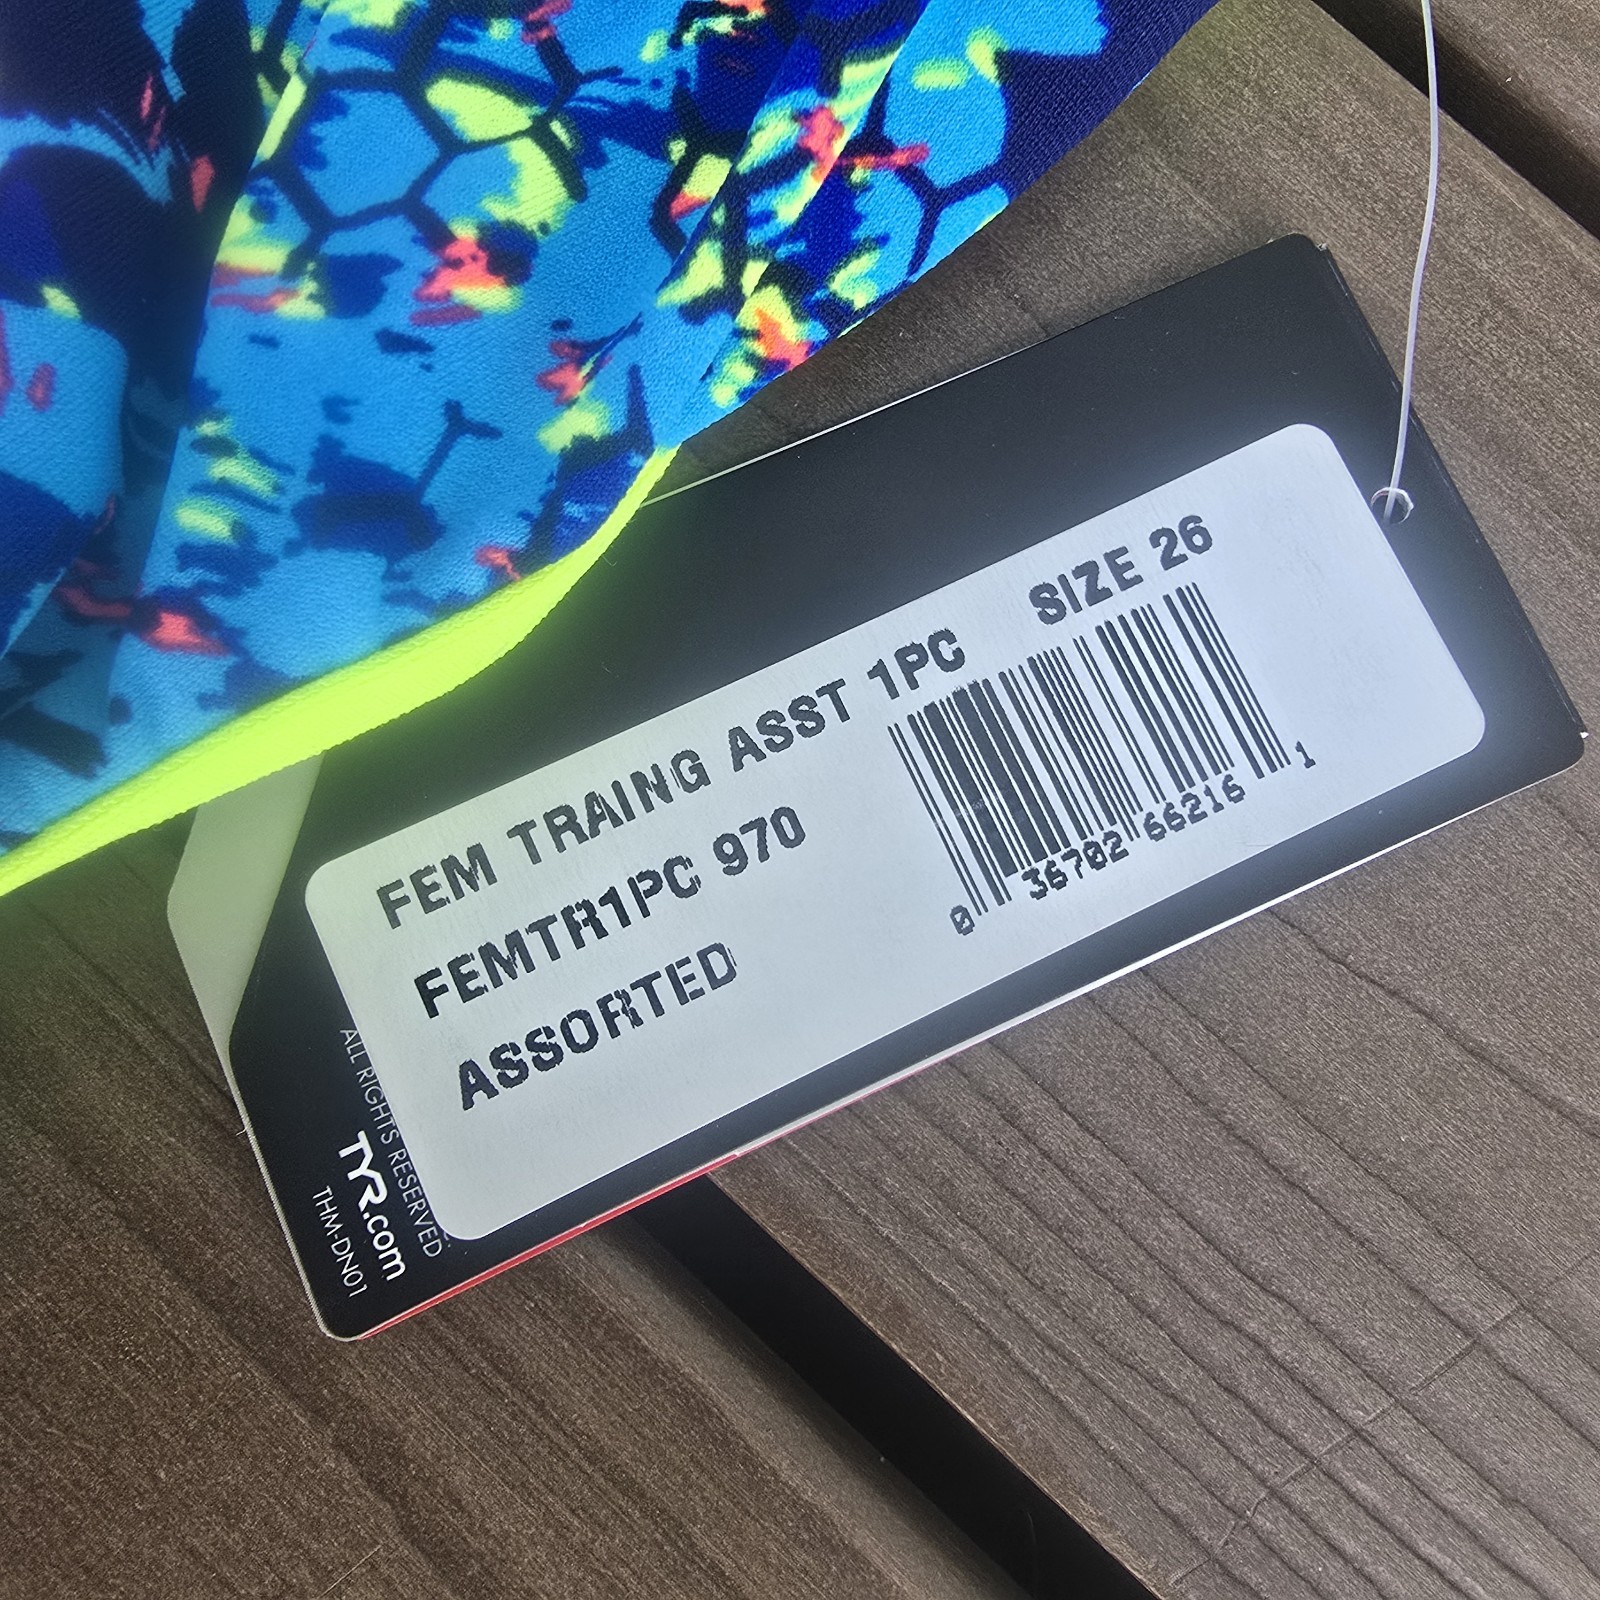 SIZE 26
FEM TRAING ASST 1PC
FEMTR1PC 970
ASSORTED
0 36702 66216 1
ALL RIGHTS RESERVED.
TYR.com
THM-DN01